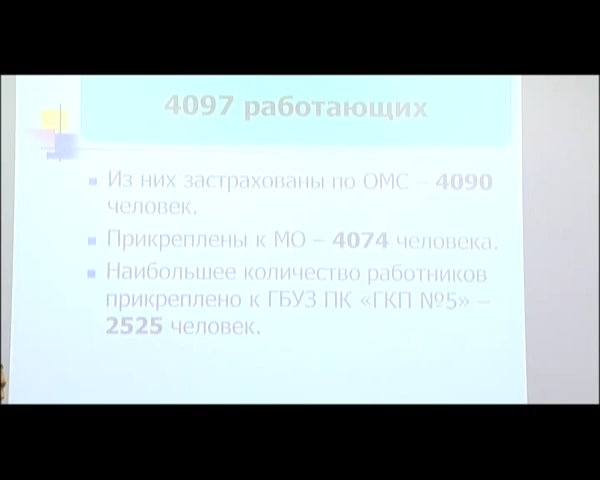 4097 работающих
Из них застрахованы по ОМС – 4090
человек.
Прикреплены к МО – 4074 человека.
Наибольшее количество работников
прикреплено к ГБУЗ ПК «ГКП №5» –
2525 человек.